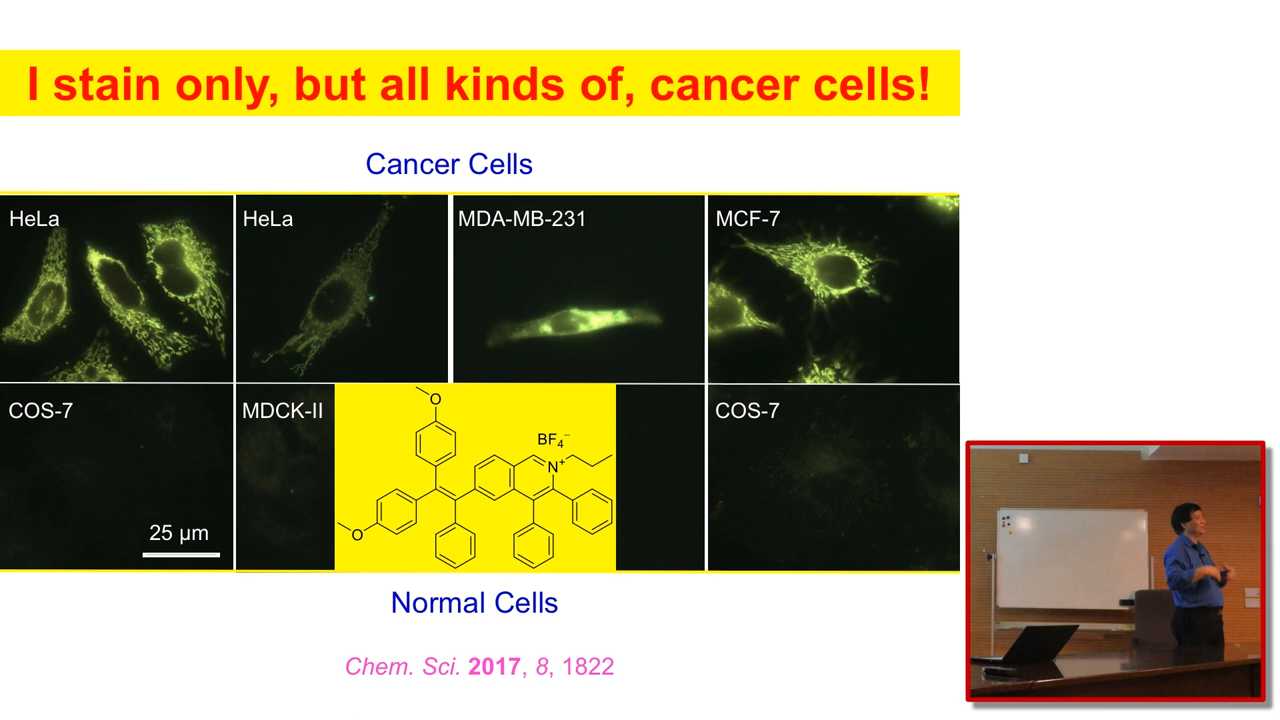 I stain only, but all kinds of, cancer cells!
Cancer Cells
HeLa
HeLa
MDA-MB-231
MCF-7
COS-7
MDCK-II
COS-7
O
BF₄⁻
N⁺
O
25 µm
Normal Cells
Chem. Sci. 2017, 8, 1822